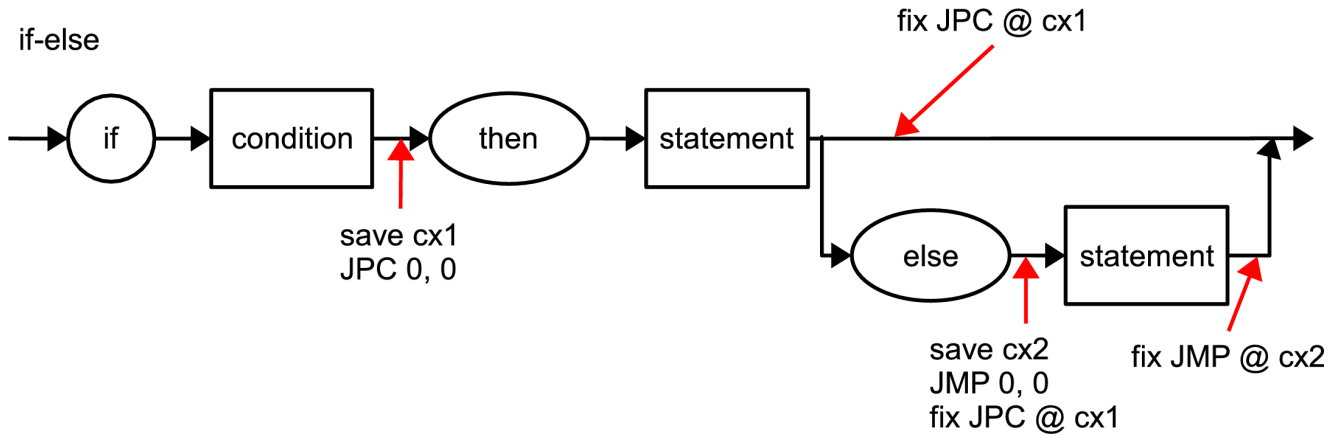 fix JPC @ cx1
if-else
if
condition
then
statement
save cx1
JPC 0, 0
else
statement
save cx2
JMP 0, 0
fix JPC @ cx1
fix JMP @ cx2